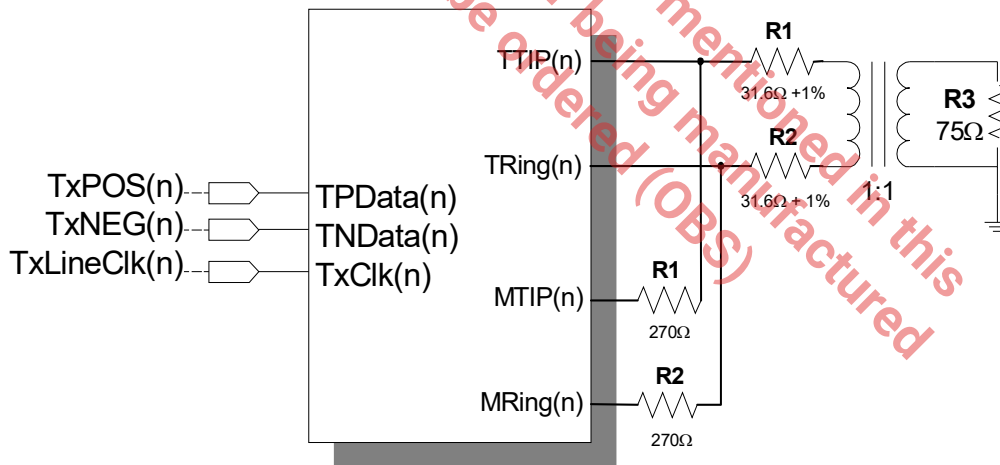 mentioned in this
being manufactured
be ordered (OBS)
TTIP(n)
R1
31.6Ω +1%
R3
75Ω
R2
TRing(n)
31.6Ω + 1%
1:1
TxPOS(n)
TPData(n)
TxNEG(n)
TNData(n)
TxLineClk(n)
TxClk(n)
R1
MTIP(n)
270Ω
R2
MRing(n)
270Ω